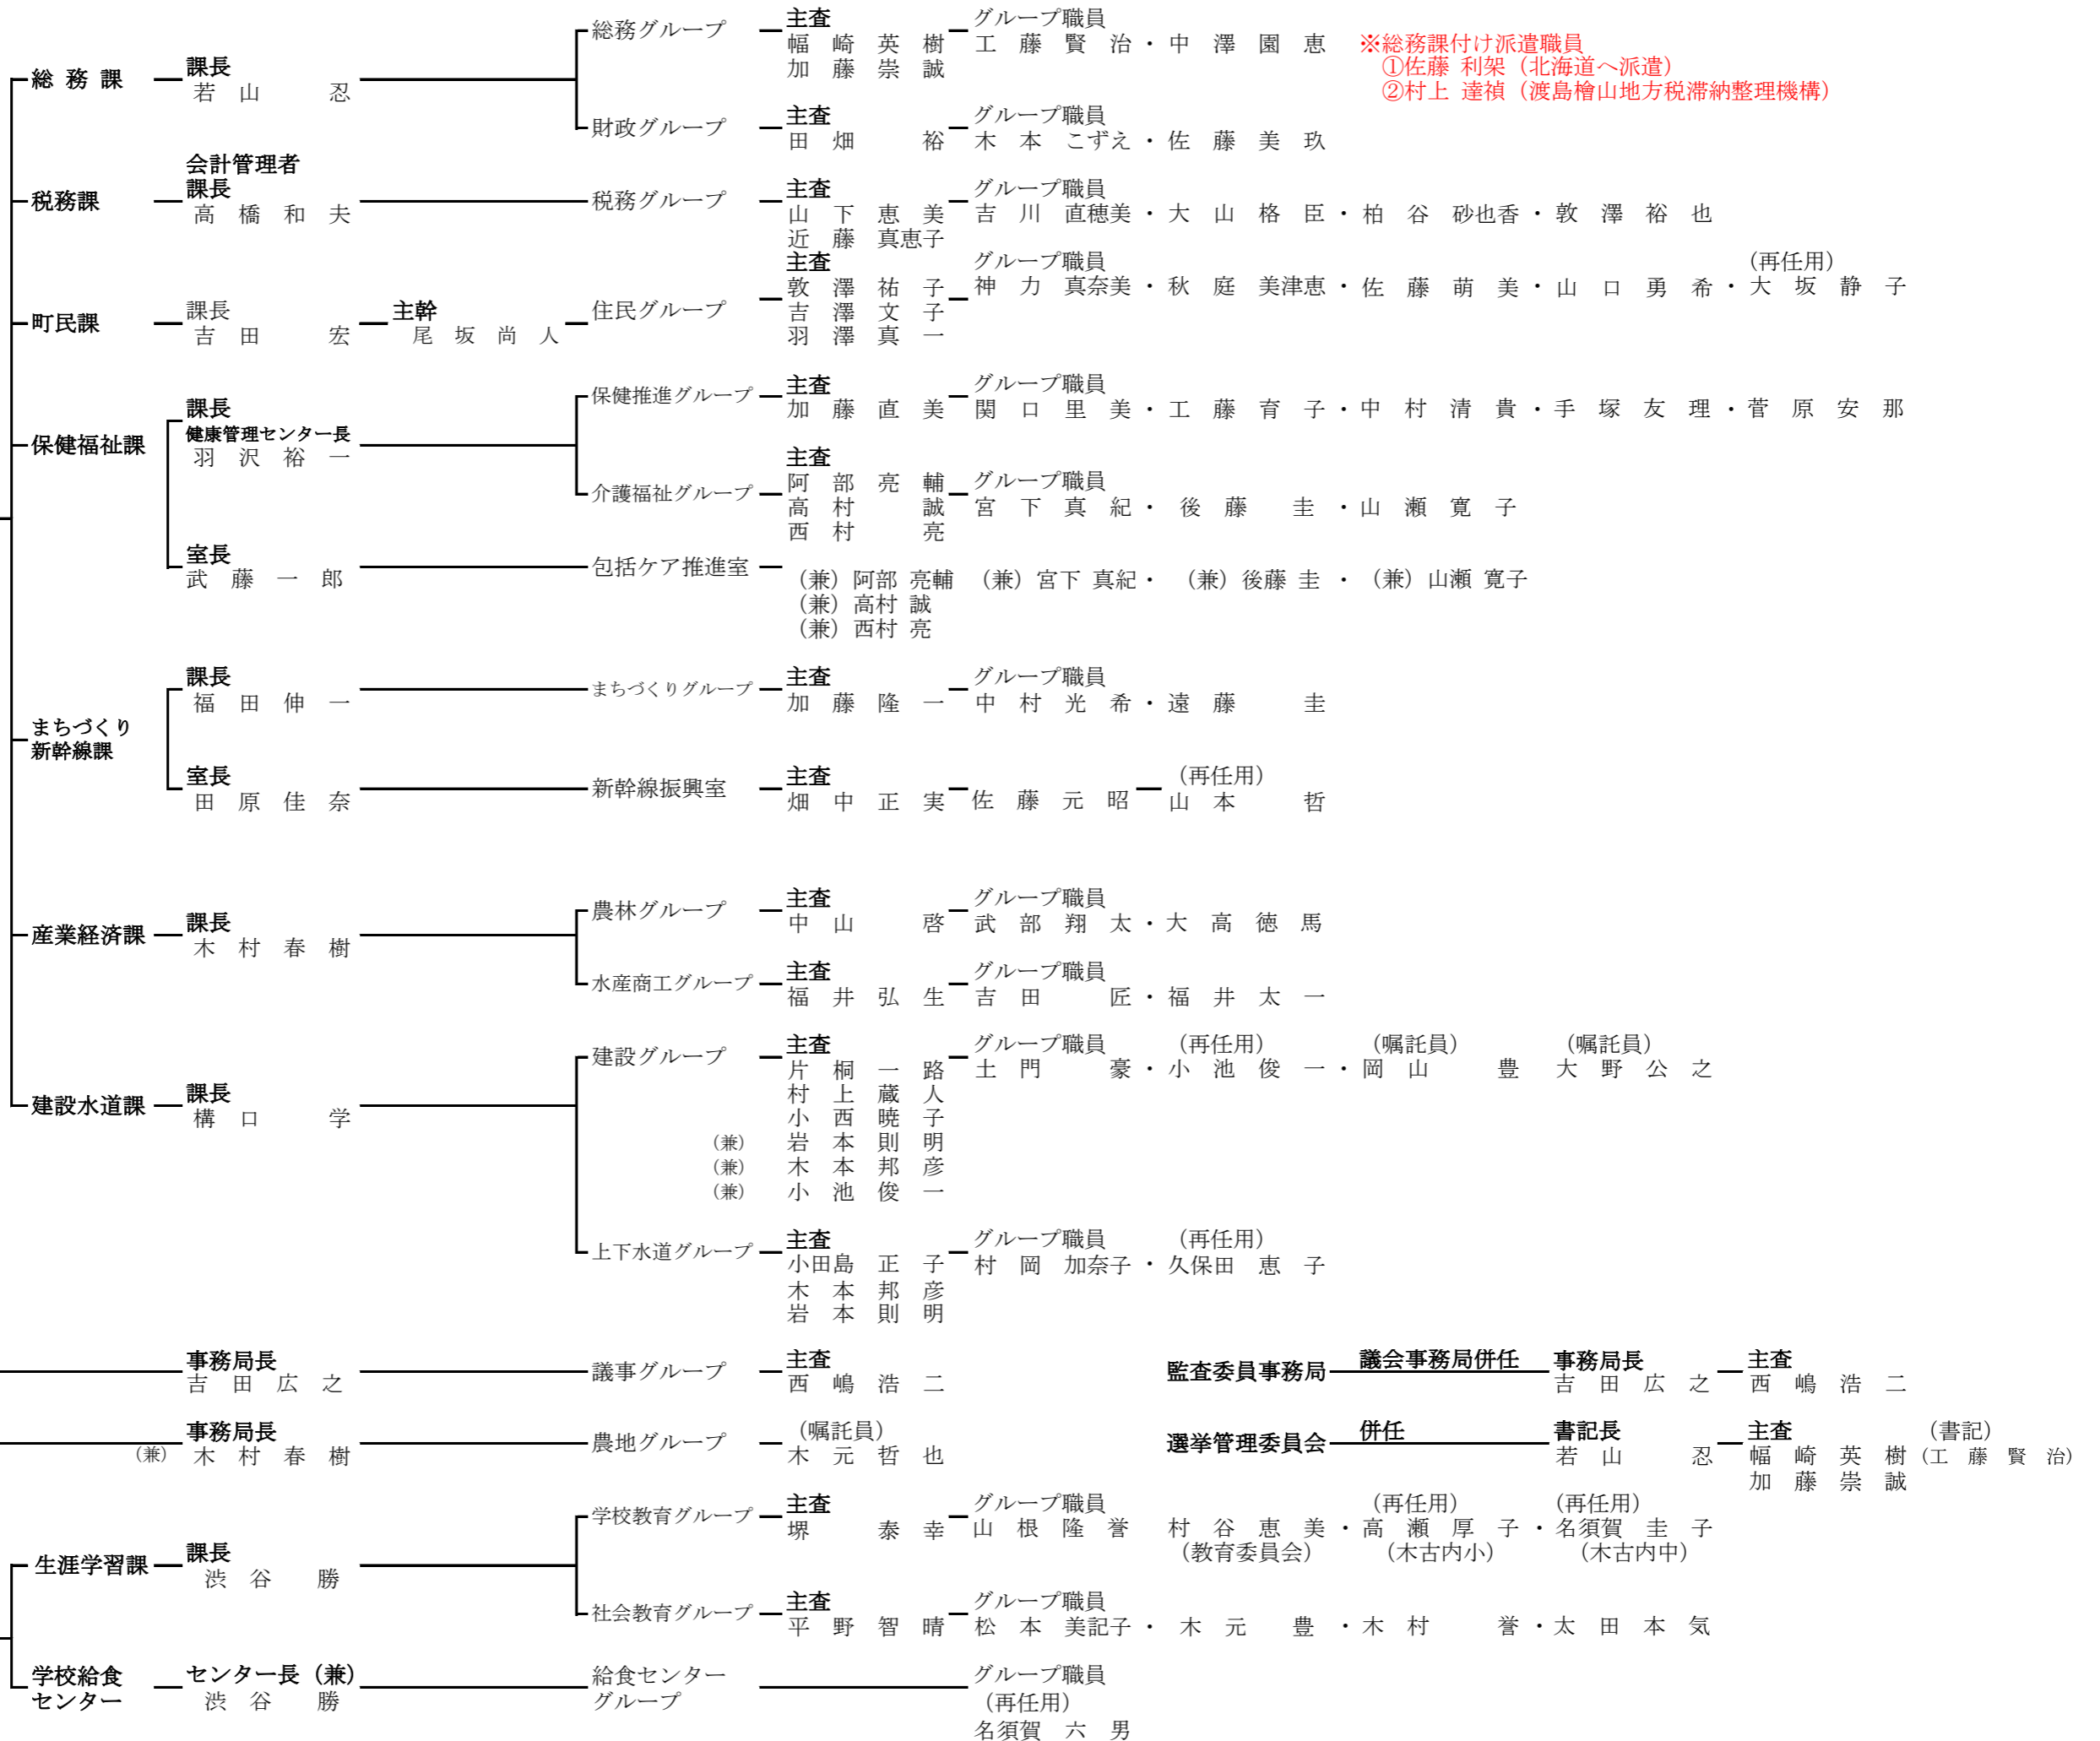 総務課 課長 若山 忍
総務グループ 主査 幅崎英樹 加藤崇誠 グループ職員 工藤賢治・中澤園恵
※総務課付け派遣職員
①佐藤 利架（北海道へ派遣）
②村上 達禎（渡島檜山地方税滞納整理機構）
財政グループ 主査 田畑 裕 グループ職員 木本こずえ・佐藤美玖
税務課 会計管理者 課長 高橋和夫
税務グループ 主査 山下恵美 近藤真恵子 グループ職員 吉川直穂美・大山格臣・柏谷砂也香・敦澤裕也
町民課 課長 吉田 宏 主幹 尾坂尚人
住民グループ 主査 敦澤祐子 吉澤文子 羽澤真一 グループ職員 神力真奈美・秋庭美津恵・佐藤萌美・山口勇希・（再任用）大坂静子
保健福祉課 課長 健康管理センター長 羽沢裕一
保健推進グループ 主査 加藤直美 グループ職員 関口里美・工藤育子・中村清貴・手塚友理・菅原安那
介護福祉グループ 主査 阿部亮輔 高村 誠 西村 亮 グループ職員 宮下真紀・後藤 圭・山瀬寛子
室長 武藤一郎 包括ケア推進室
（兼）阿部 亮輔 （兼）宮下 真紀・ （兼）後藤 圭 ・ （兼）山瀬 寛子
（兼）高村 誠
（兼）西村 亮
まちづくり新幹線課
課長 福田伸一 まちづくりグループ 主査 加藤隆一 グループ職員 中村光希・遠藤 圭
室長 田原佳奈 新幹線振興室 主査 畑中正実 佐藤元昭 （再任用）山本 哲
産業経済課 課長 木村春樹
農林グループ 主査 中山 啓 グループ職員 武部翔太・大高徳馬
水産商工グループ 主査 福井弘生 グループ職員 吉田 匠・福井太一
建設水道課 課長 構口 学
建設グループ 主査 片桐一路 グループ職員 土門 豪・（再任用）小池俊一・（嘱託員）岡山 豊 （嘱託員）大野公之
村上蔵人
小西暁子
（兼）岩本則明
（兼）木本邦彦
（兼）小池俊一
上下水道グループ 主査 小田島正子 グループ職員 村岡加奈子・（再任用）久保田恵子
木本邦彦
岩本則明
事務局長 吉田広之 議事グループ 主査 西嶋浩二
監査委員事務局 議会事務局併任 事務局長 吉田広之 主査 西嶋浩二
事務局長 （兼）木村春樹 農地グループ （嘱託員）木元哲也
選挙管理委員会 併任 書記長 若山 忍 主査 幅崎英樹 （書記）（工藤賢治）
加藤崇誠
生涯学習課 課長 渋谷 勝
学校教育グループ 主査 堺 泰幸 グループ職員 山根隆誉 村谷恵美・（再任用）高瀬厚子・（再任用）名須賀圭子
（教育委員会） （木古内小） （木古内中）
社会教育グループ 主査 平野智晴 グループ職員 松本美記子・木元 豊・木村 誉・太田本気
学校給食センター センター長（兼） 渋谷 勝
給食センターグループ グループ職員 （再任用） 名須賀六男